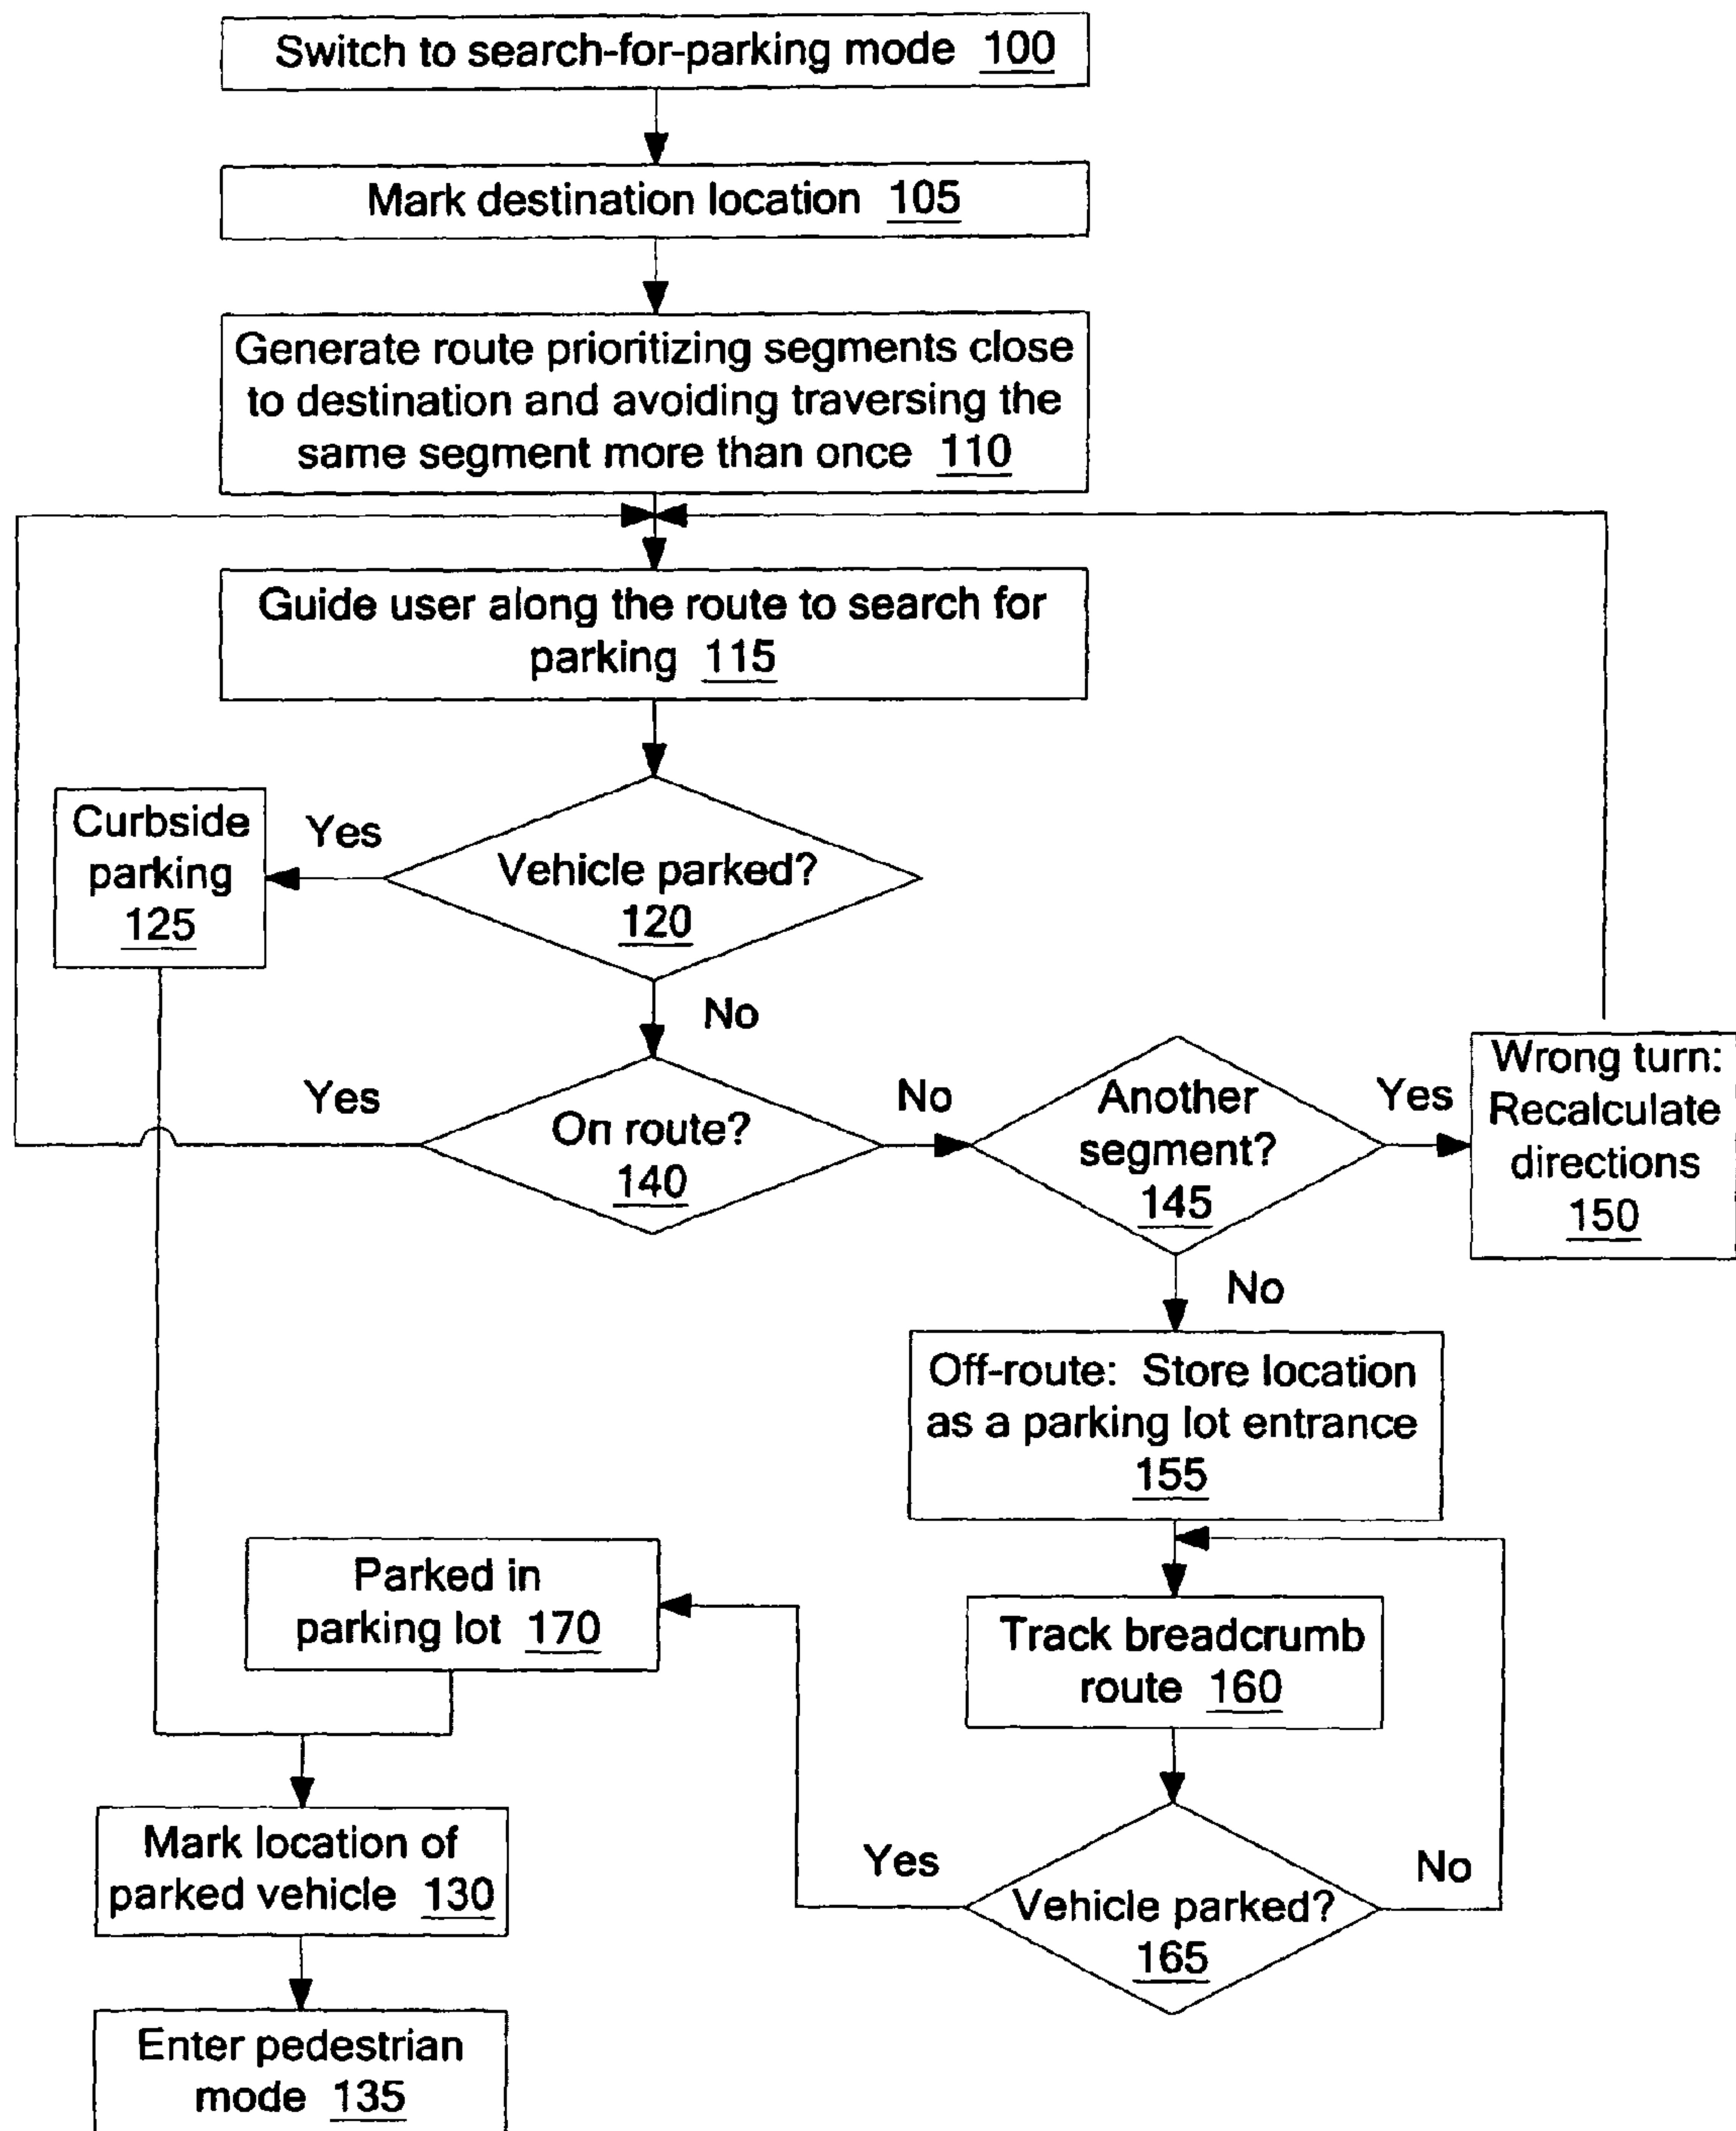 Switch to search-for-parking mode 100
Mark destination location 105
Generate route prioritizing segments close
to destination and avoiding traversing the
same segment more than once 110
Guide user along the route to search for
parking 115
Curbside
parking
125
Yes
Vehicle parked?
120
No
Yes
On route?
140
No
Another
segment?
145
Yes
Wrong turn:
Recalculate
directions
150
No
Off-route: Store location
as a parking lot entrance
155
Parked in
parking lot 170
Track breadcrumb
route 160
Mark location of
parked vehicle 130
Yes
Vehicle parked?
165
No
Enter pedestrian
mode 135